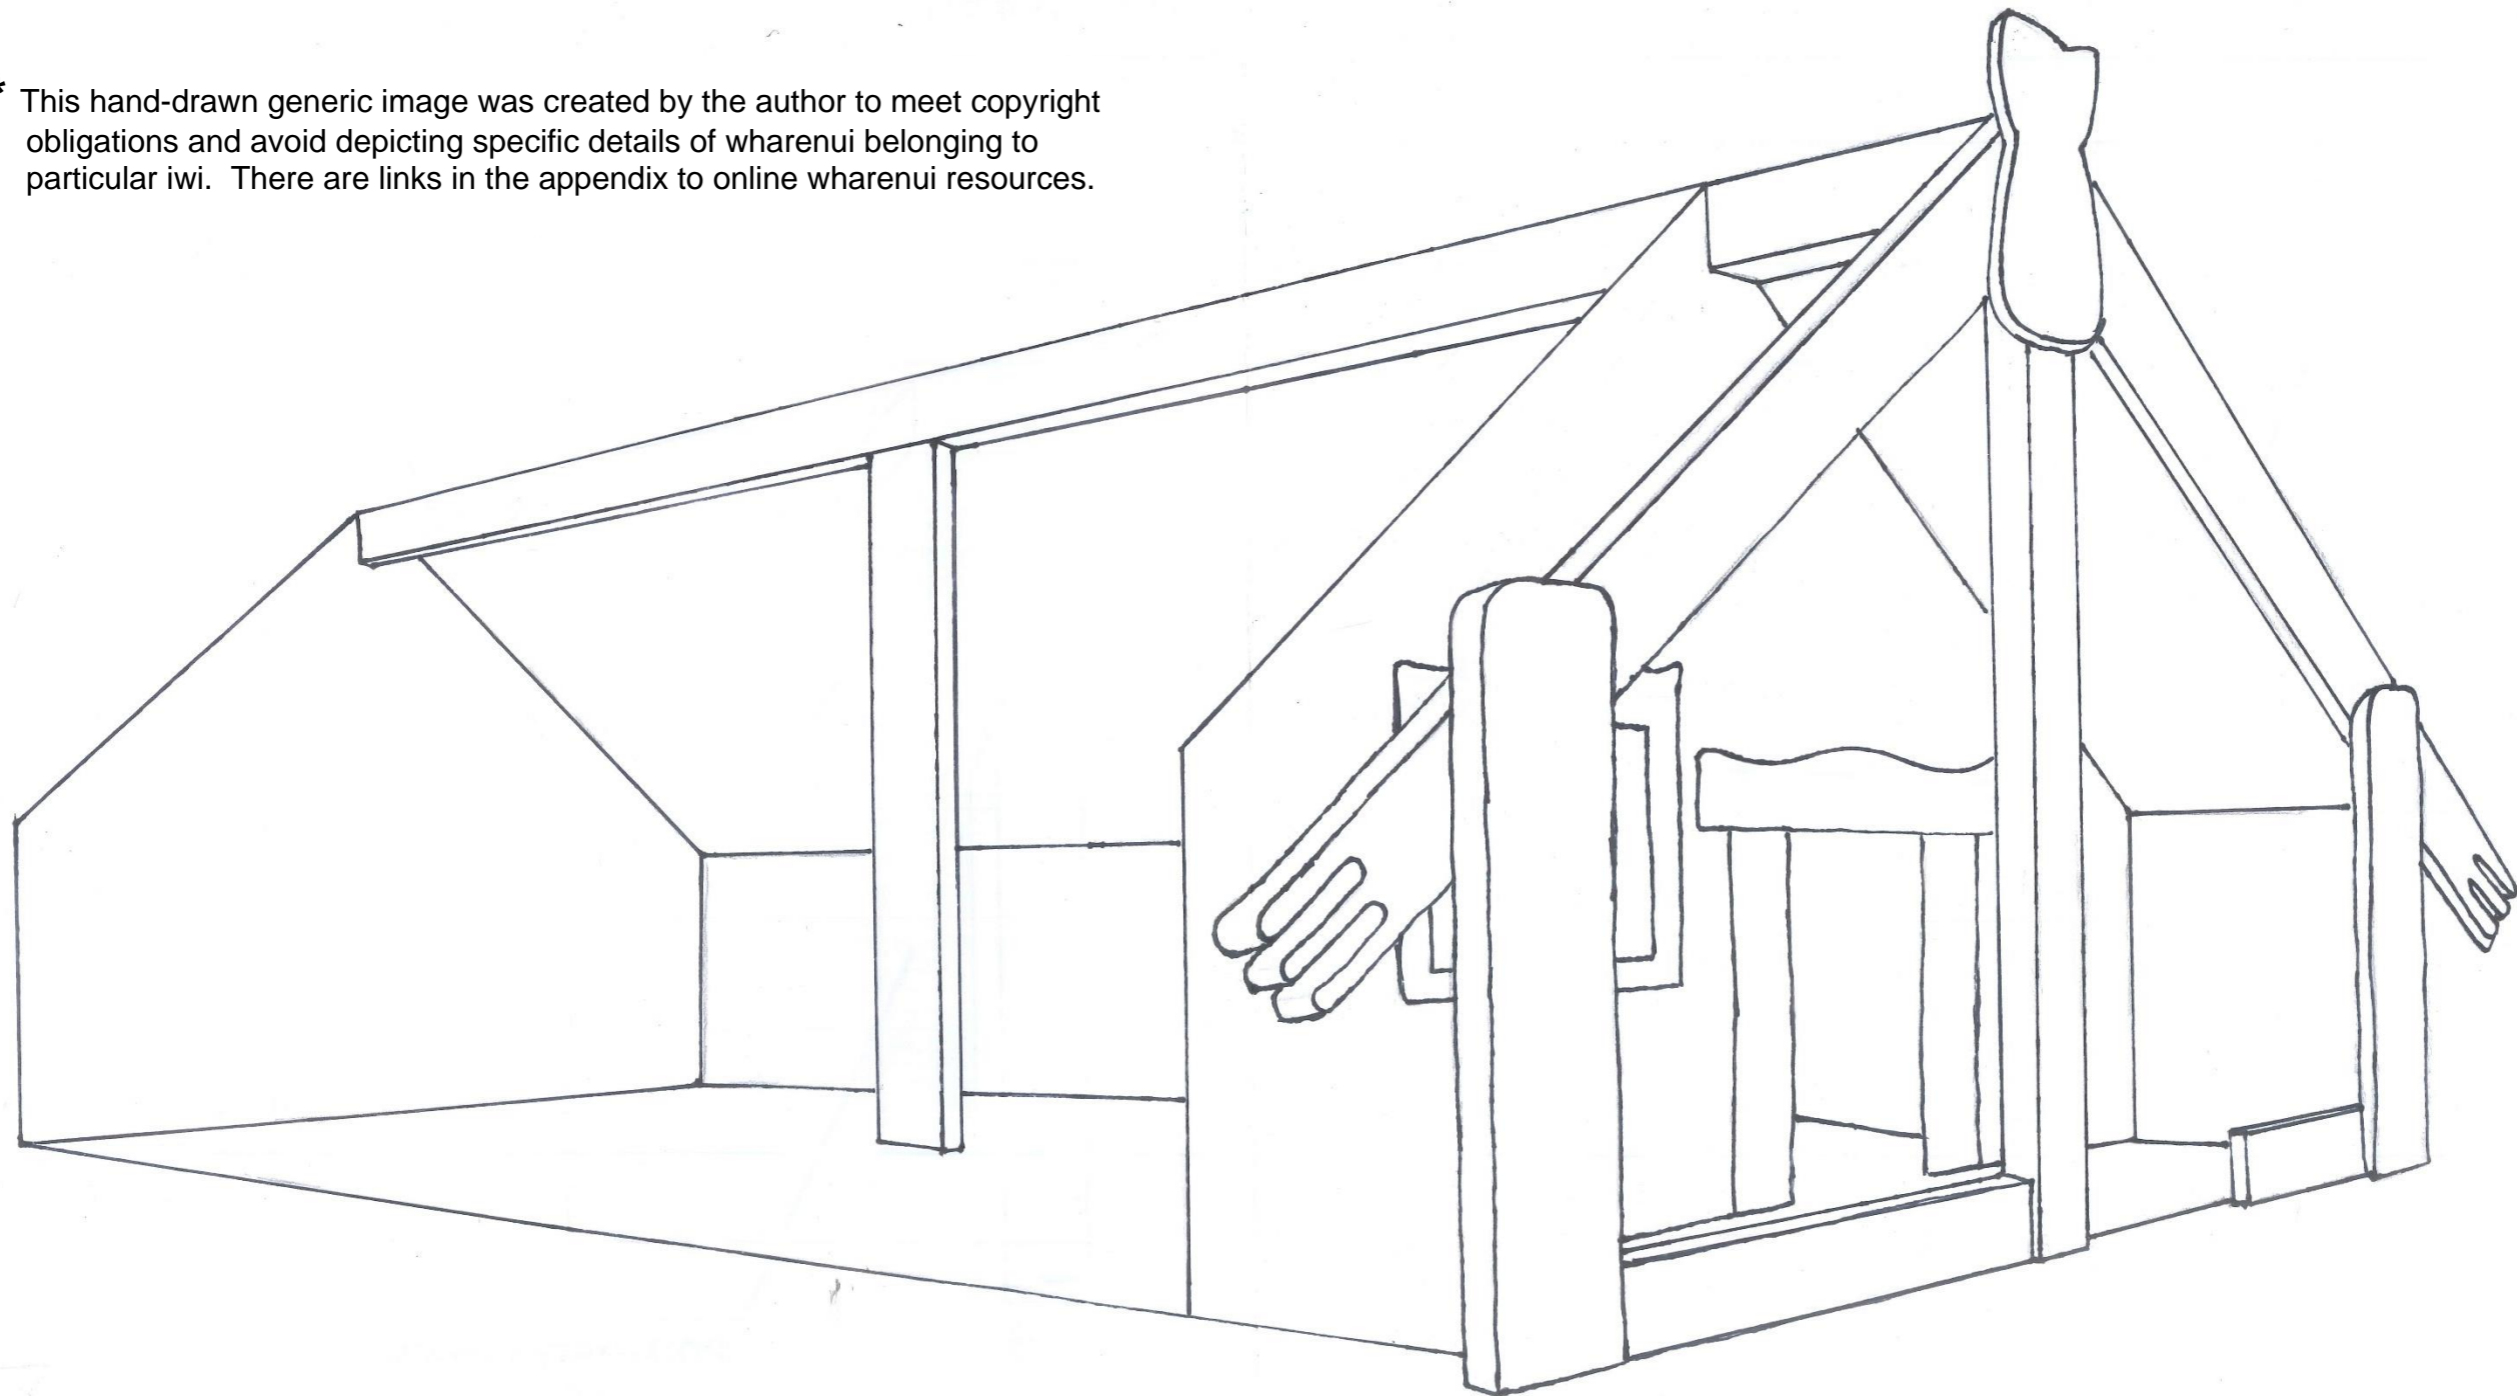 * This hand-drawn generic image was created by the author to meet copyright
obligations and avoid depicting specific details of wharenui belonging to
particular iwi.  There are links in the appendix to online wharenui resources.